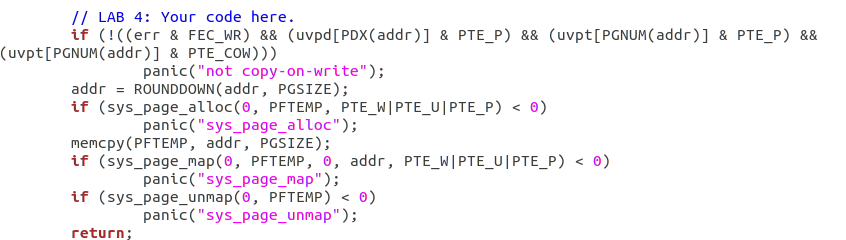 // LAB 4: Your code here.
if (!((err & FEC_WR) && (uvpd[PDX(addr)] & PTE_P) && (uvpt[PGNUM(addr)] & PTE_P) &&
(uvpt[PGNUM(addr)] & PTE_COW)))
panic("not copy-on-write");
addr = ROUNDDOWN(addr, PGSIZE);
if (sys_page_alloc(0, PFTEMP, PTE_W|PTE_U|PTE_P) < 0)
panic("sys_page_alloc");
memcpy(PFTEMP, addr, PGSIZE);
if (sys_page_map(0, PFTEMP, 0, addr, PTE_W|PTE_U|PTE_P) < 0)
panic("sys_page_map");
if (sys_page_unmap(0, PFTEMP) < 0)
panic("sys_page_unmap");
return;